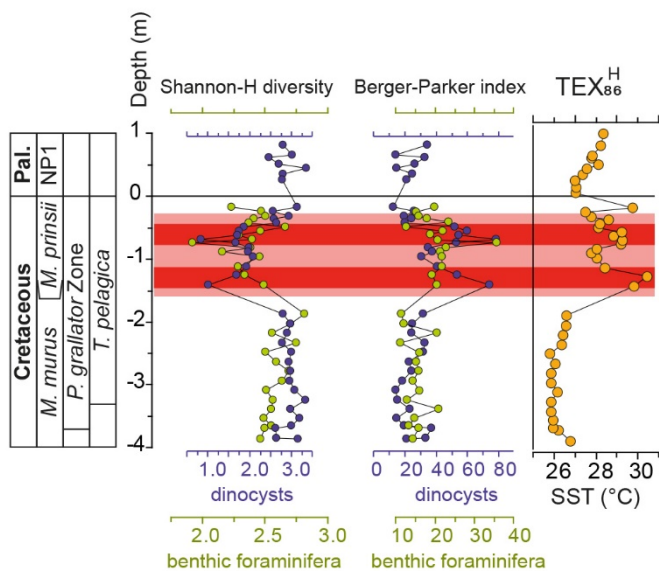 Shannon-H diversity
Berger-Parker index
TEX₈₆ᴴ
Depth (m)
Pal.
NP1
Cretaceous
M. murus
M. prinsii
P. grallator Zone
T. pelagica
1
0
-1
-2
-3
-4
1.0 2.0 3.0
dinocysts
0 20 40 60 80
dinocysts
26 28 30
SST (°C)
2.0 2.5 3.0
benthic foraminifera
10 20 30 40
benthic foraminifera